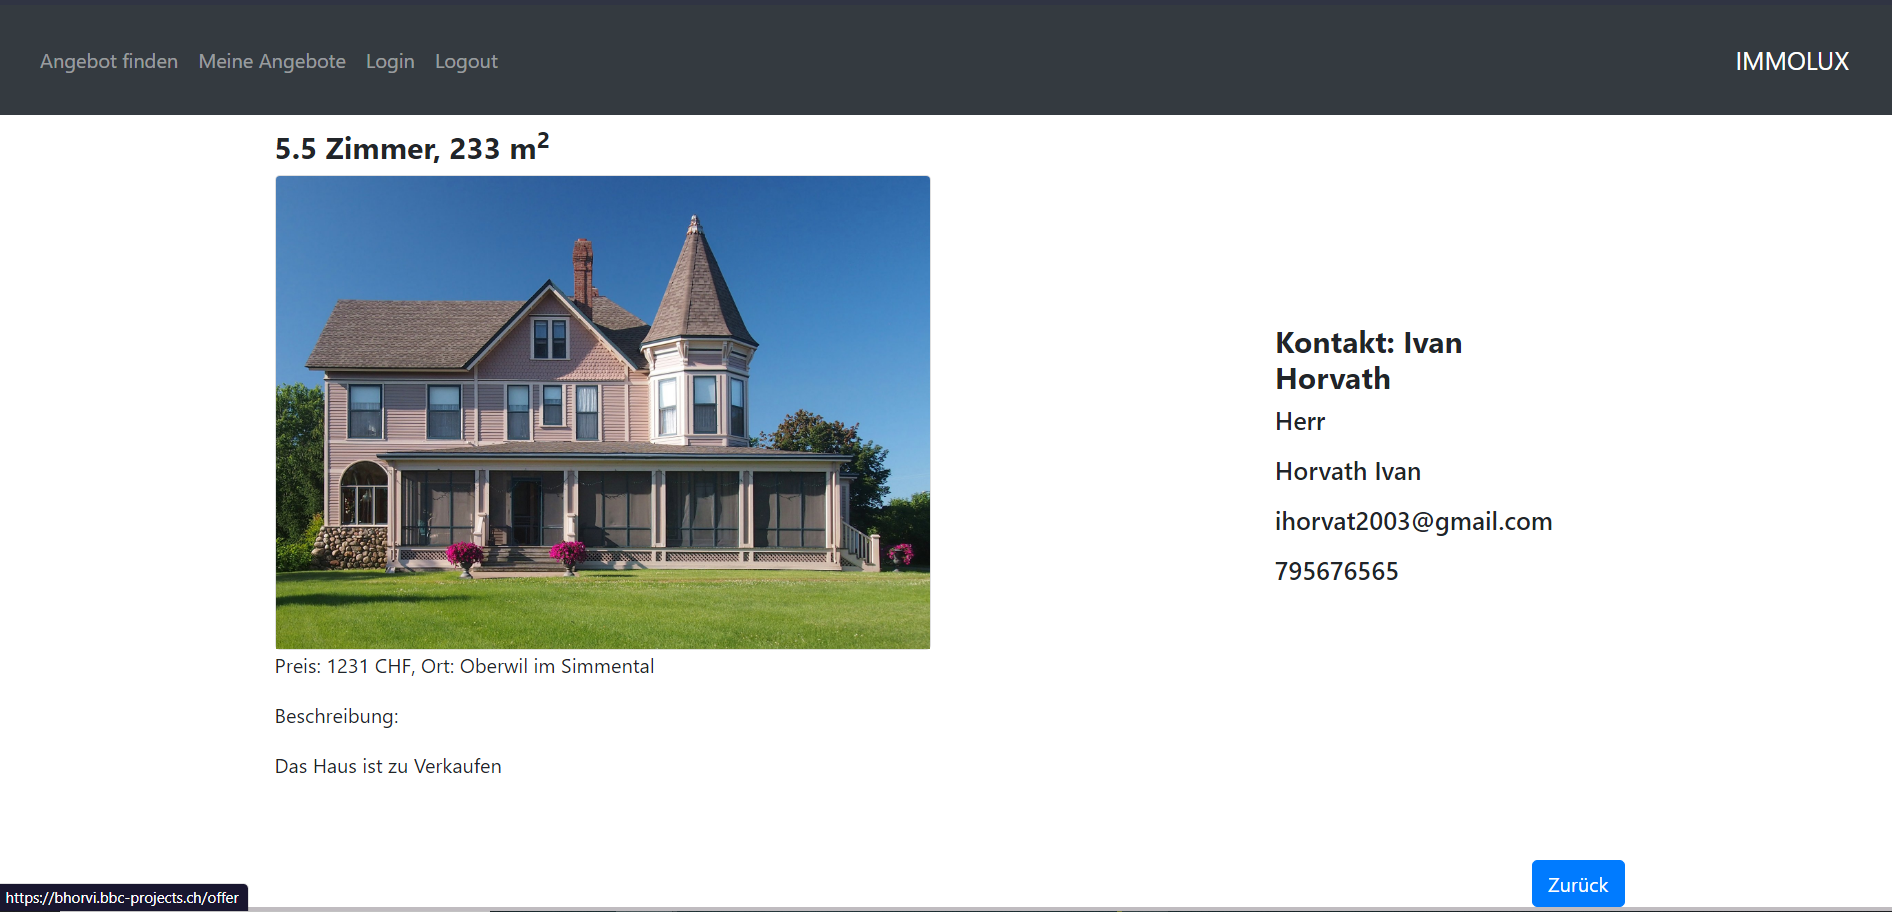 Angebot finden Meine Angebote Login Logout IMMOLUX
5.5 Zimmer, 233 m²
Kontakt: Ivan
Horvath
Herr
Horvath Ivan
ihorvat2003@gmail.com
795676565
Preis: 1231 CHF, Ort: Oberwil im Simmental
Beschreibung:
Das Haus ist zu Verkaufen
Zurück
https://bhorvi.bbc-projects.ch/offer